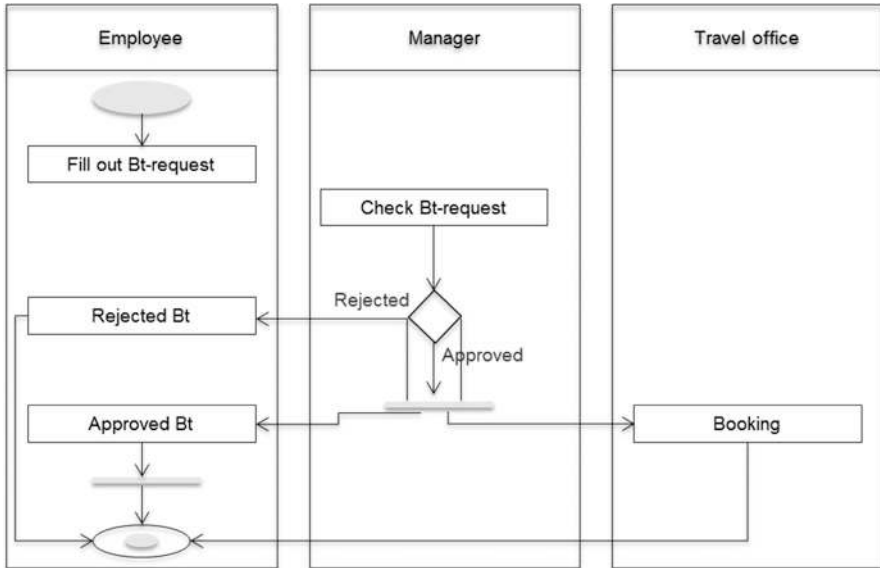 Employee
Manager
Travel office
Fill out Bt-request
Check Bt-request
Rejected
Rejected Bt
Approved
Approved Bt
Booking